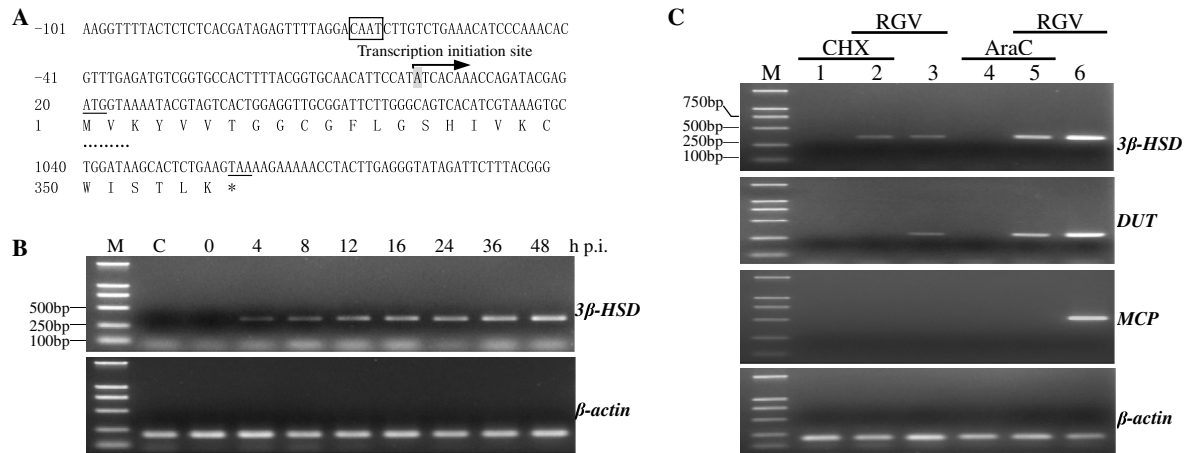 A
-101 AAGGTTTTACTCTCTCACGATAGAGTTTTAGGACAATCTTGTCTGAAACATCCCAAACAC
Transcription initiation site
-41 GTTTGAGATGTCGGTGCCACTTTTACGGTGCAACATTCCATATCACAAACCAGATACGAG
20 ATGGTAAAATACGTAGTCACTGGAGGTTGCGGATTCTTGGGCAGTCACATCGTAAAGTGC
1 M V K Y V V T G G C G F L G S H I V K C
.........
1040 TGGATAAGCACTCTGAAGTAAAAGAAAAACCTACTTGAGGGTATAGATTCTTTACGGG
350 W I S T L K *
B
M C 0 4 8 12 16 24 36 48 h p.i.
500bp
250bp
100bp
3β-HSD
β-actin
C
RGV RGV
CHX AraC
M 1 2 3 4 5 6
750bp
500bp
250bp
100bp
3β-HSD
DUT
MCP
β-actin